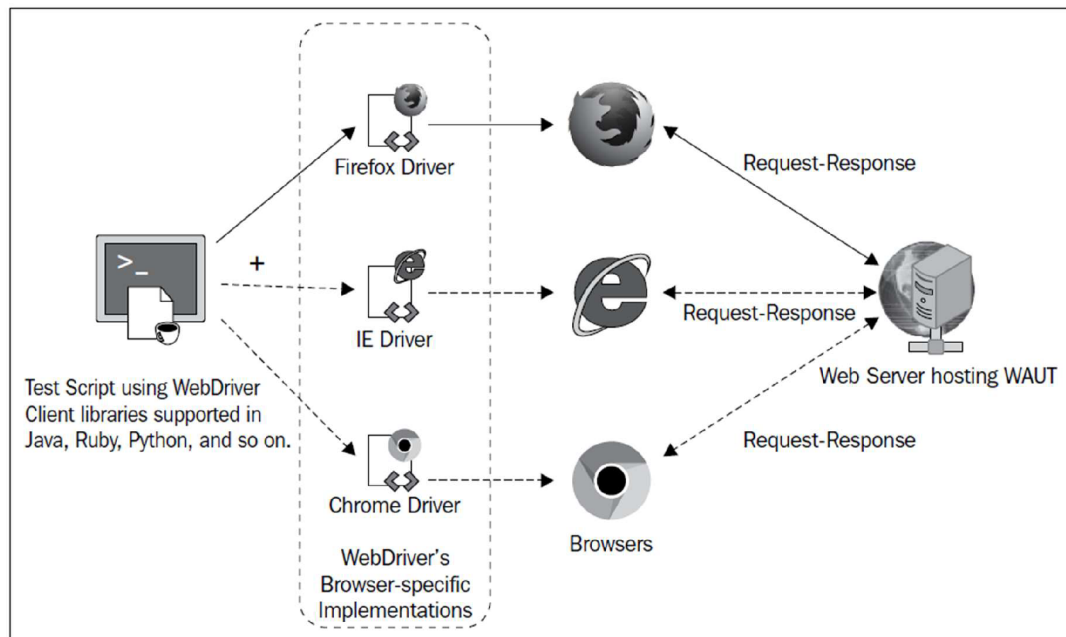 Firefox Driver
Request-Response
>_
+
IE Driver
Request-Response
Test Script using WebDriver
Client libraries supported in
Java, Ruby, Python, and so on.
Web Server hosting WAUT
Request-Response
Chrome Driver
Browsers
WebDriver's
Browser-specific
Implementations